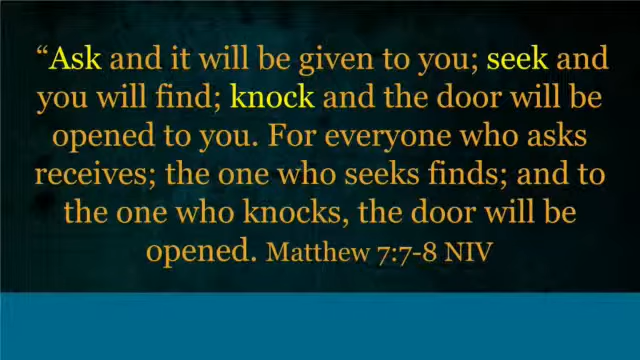 “Ask and it will be given to you; seek and
you will find; knock and the door will be
opened to you. For everyone who asks
receives; the one who seeks finds; and to
the one who knocks, the door will be
opened. Matthew 7:7-8 NIV